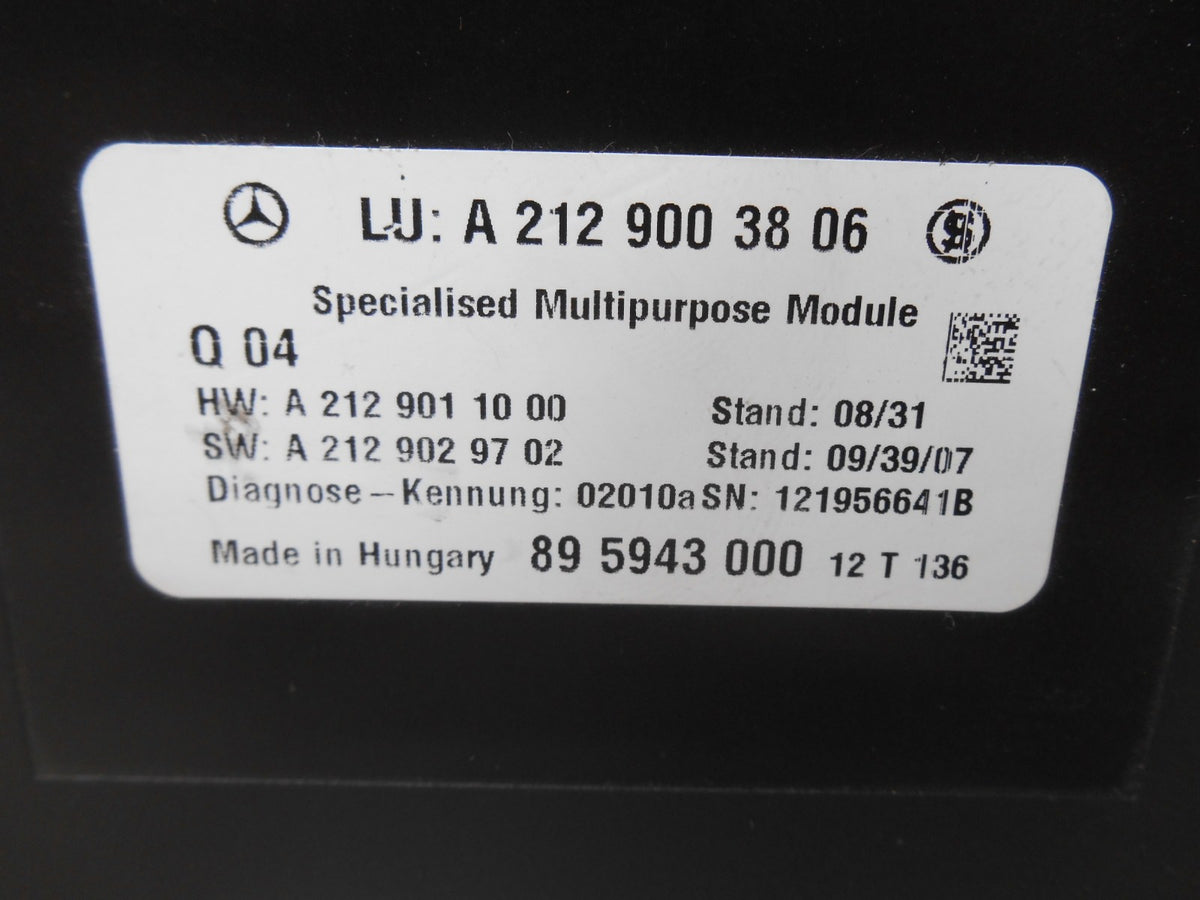 LU: A 212 900 38 06
Specialised Multipurpose Module
Q 04
HW: A 212 901 10 00 Stand: 08/31
SW: A 212 902 97 02 Stand: 09/39/07
Diagnose-Kennung: 02010a SN: 121956641B
Made in Hungary 89 5943 000 12 T 136